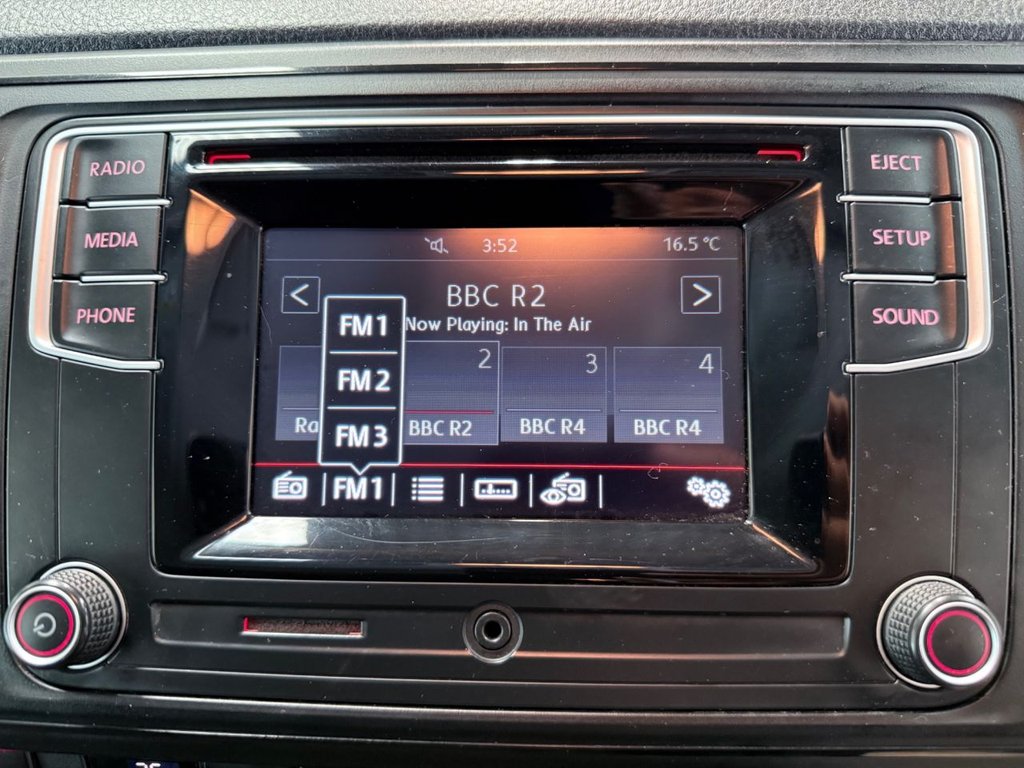 RADIO
MEDIA
PHONE
EJECT
SETUP
SOUND
3:52
16.5 °C
<
BBC R2
>
Now Playing: In The Air
FM1
FM2
FM3
Ra
2
BBC R2
3
BBC R4
4
BBC R4
FM1